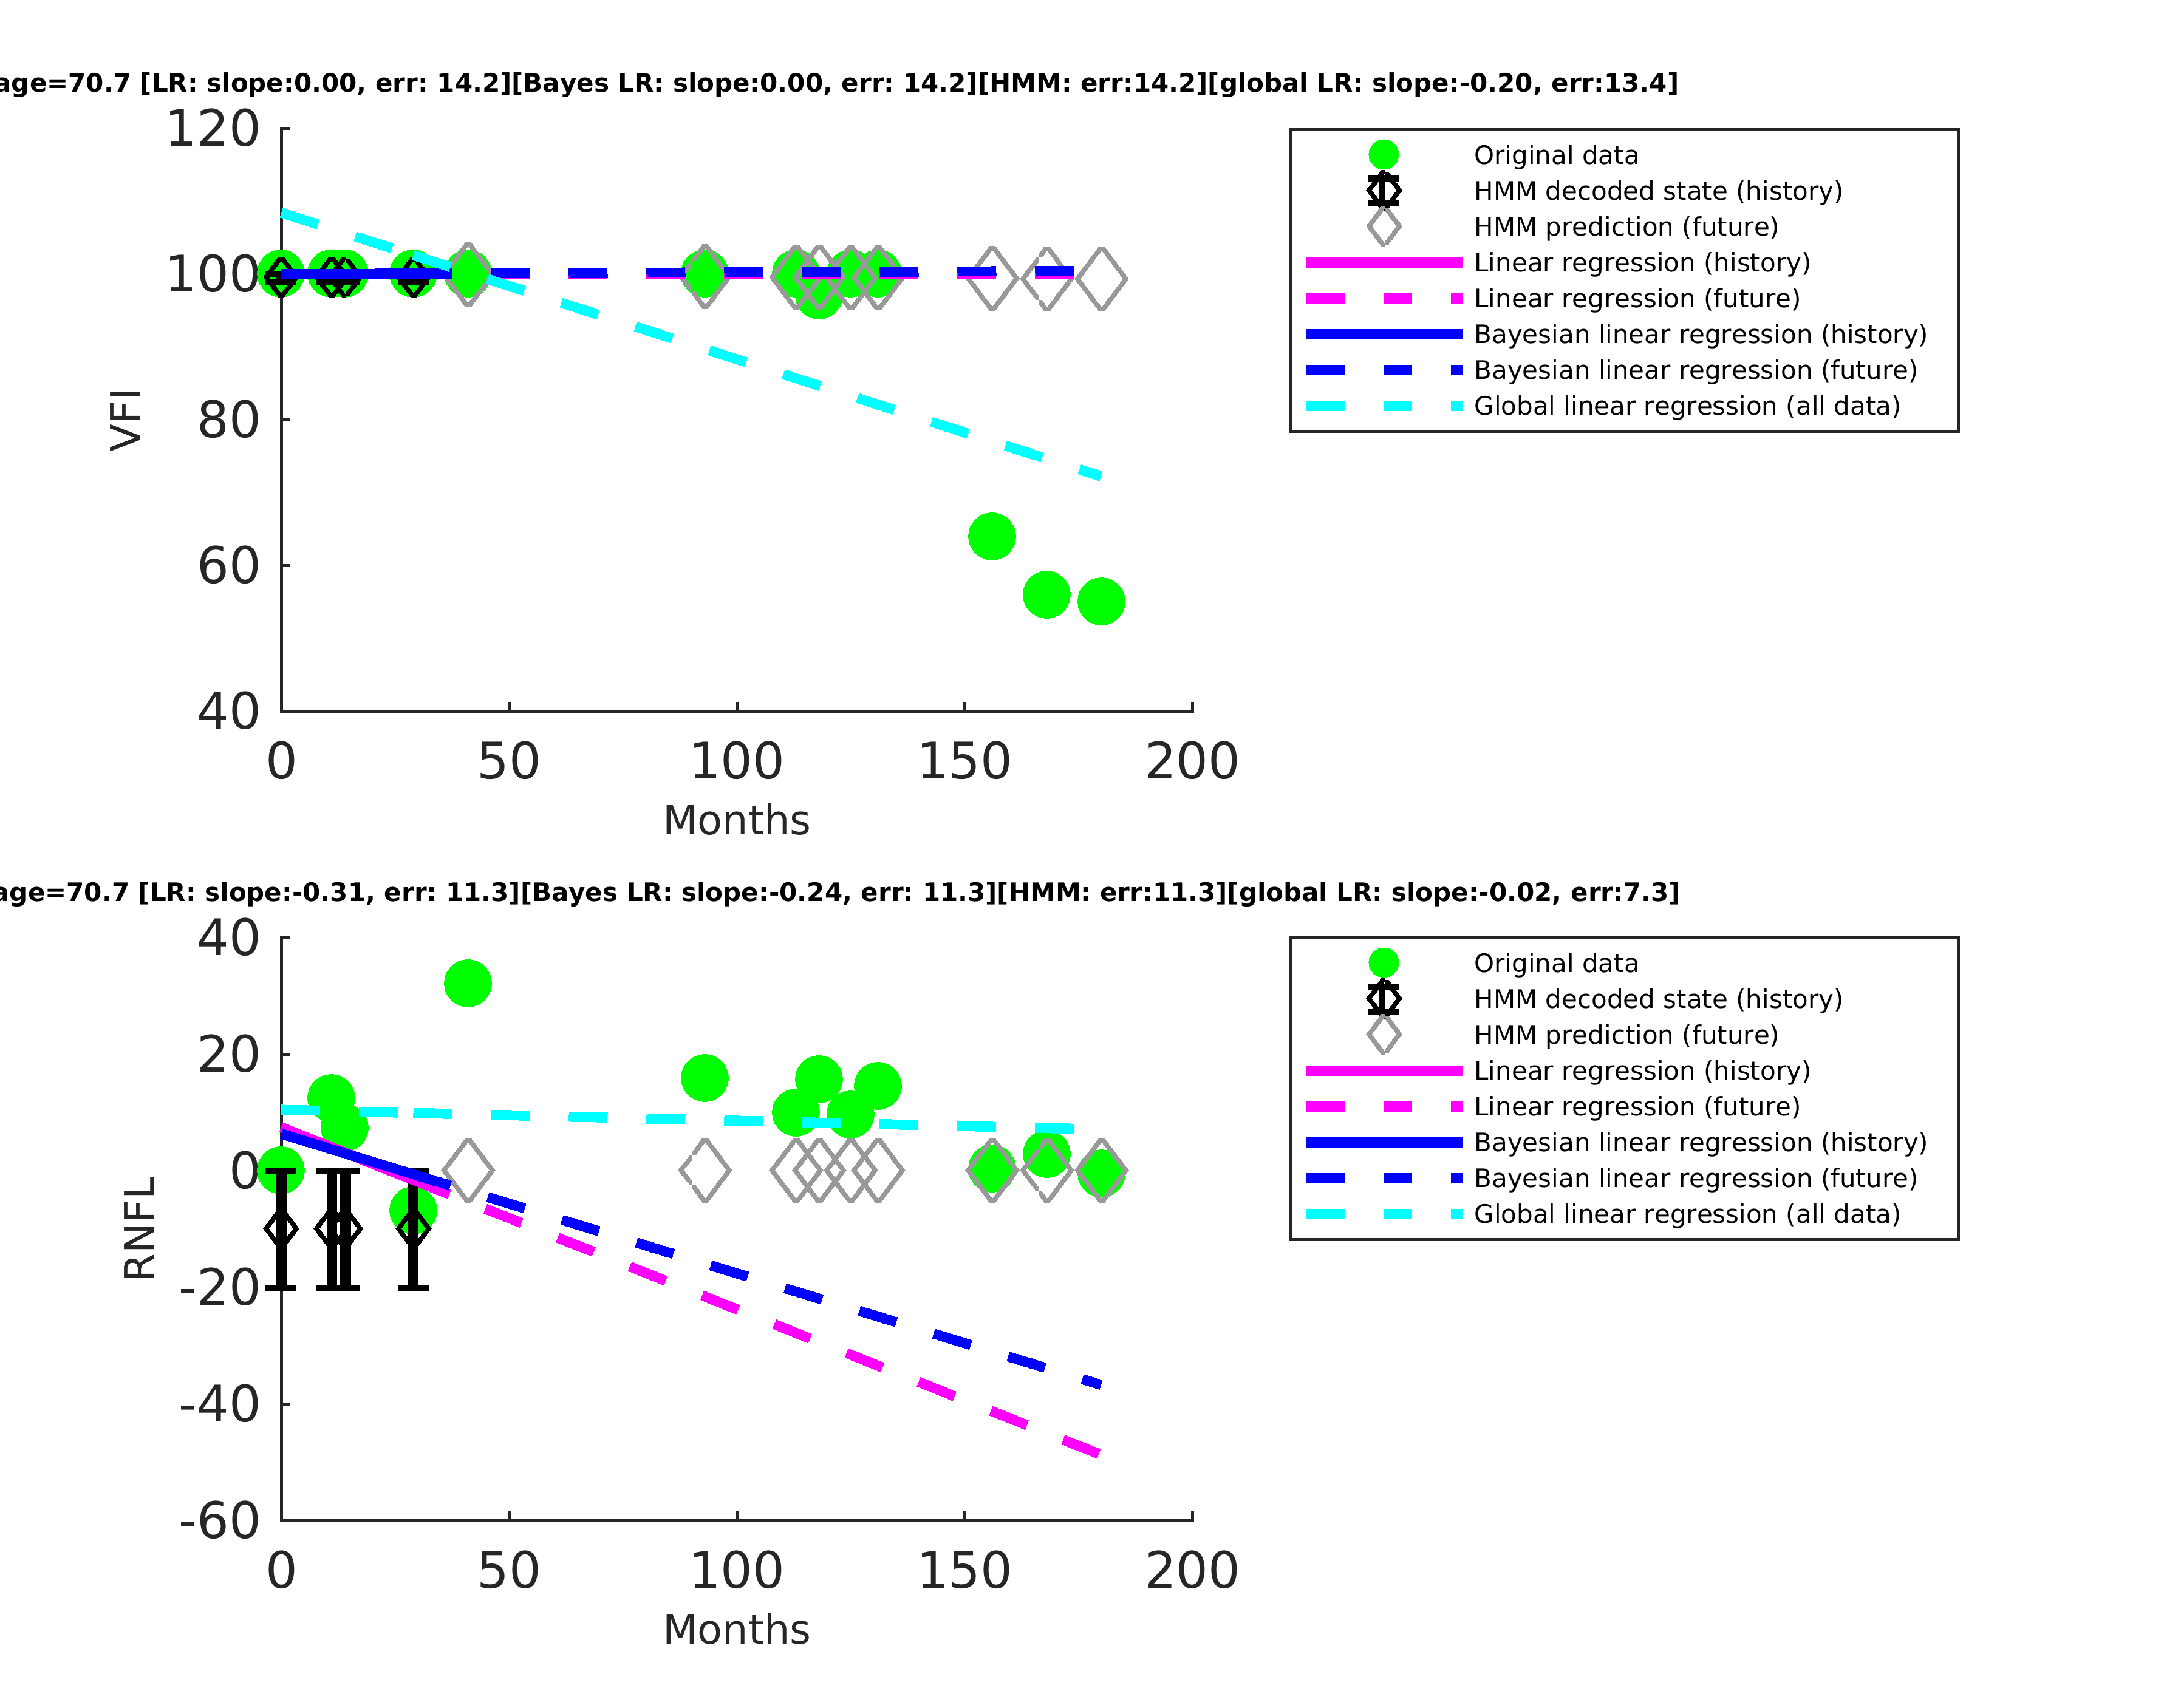 age=70.7 [LR: slope:0.00, err: 14.2][Bayes LR: slope:0.00, err: 14.2][HMM: err:14.2][global LR: slope:-0.20, err:13.4]
120
100
80
60
40
VFI
0 50 100 150 200
Months
Original data
HMM decoded state (history)
HMM prediction (future)
Linear regression (history)
Linear regression (future)
Bayesian linear regression (history)
Bayesian linear regression (future)
Global linear regression (all data)
age=70.7 [LR: slope:-0.31, err: 11.3][Bayes LR: slope:-0.24, err: 11.3][HMM: err:11.3][global LR: slope:-0.02, err:7.3]
40
20
0
-20
-40
-60
RNFL
0 50 100 150 200
Months
Original data
HMM decoded state (history)
HMM prediction (future)
Linear regression (history)
Linear regression (future)
Bayesian linear regression (history)
Bayesian linear regression (future)
Global linear regression (all data)